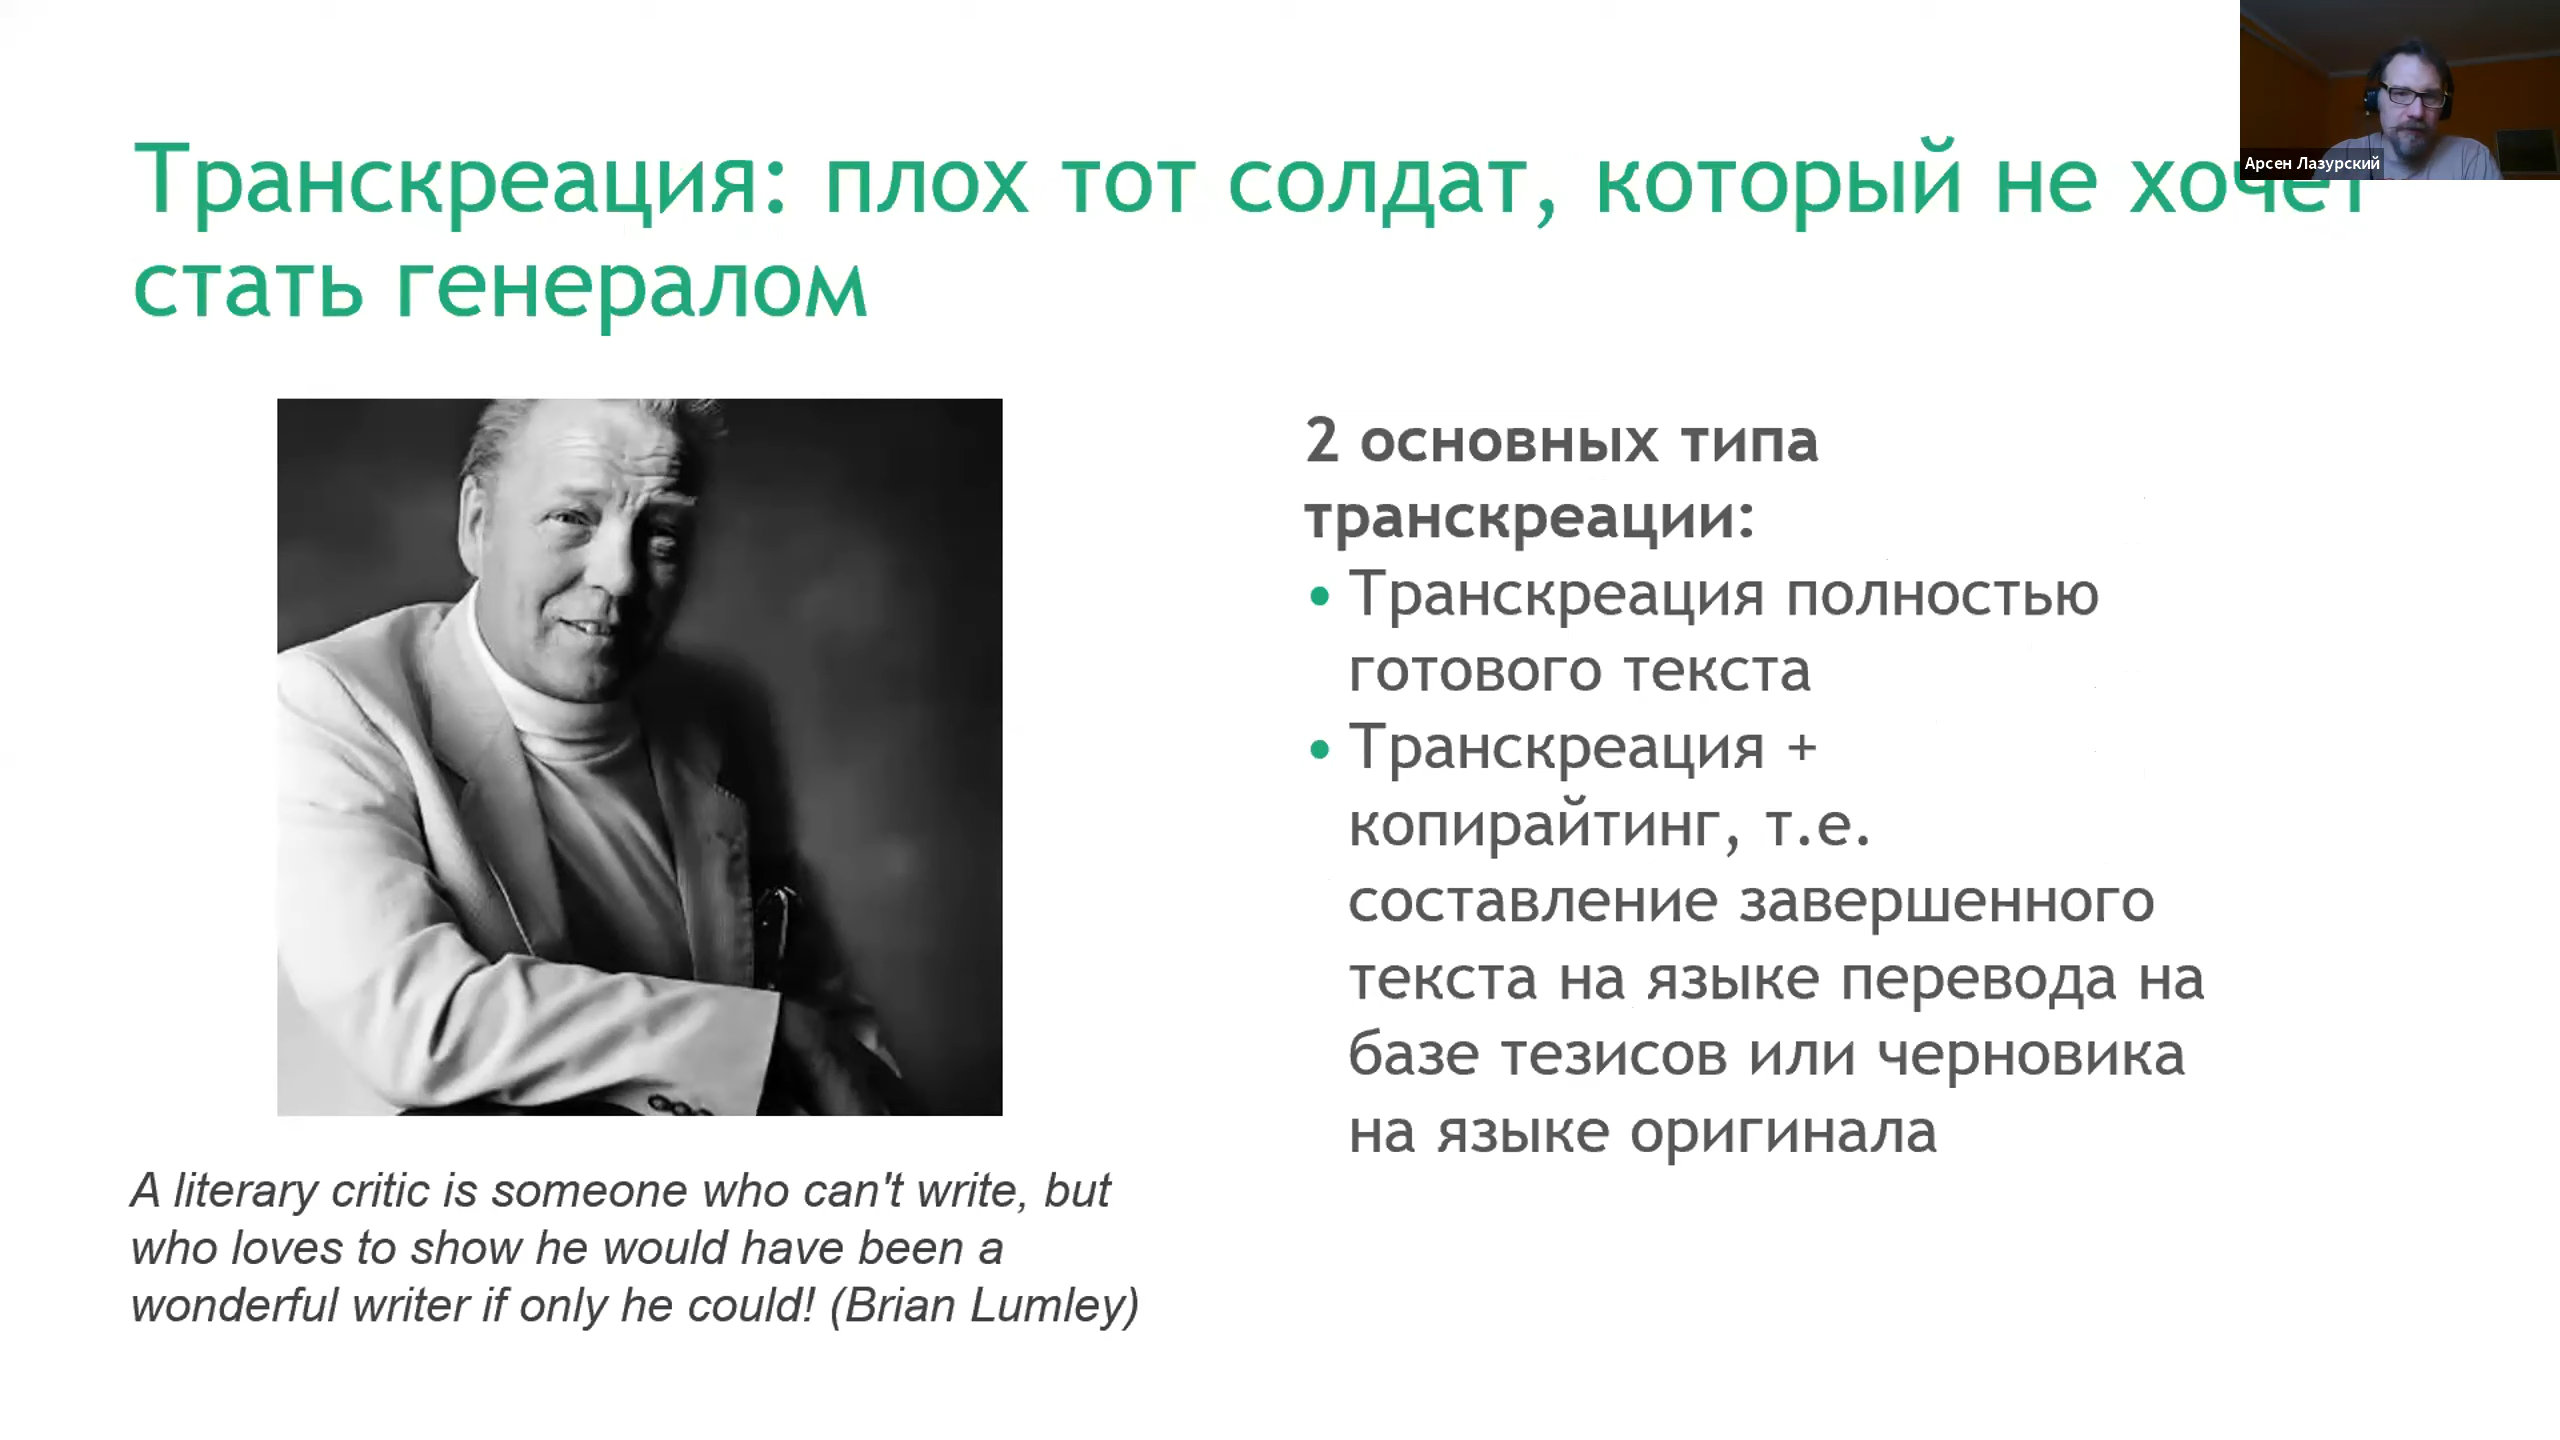 Транскреация: плох тот солдат, который не хочет
стать генералом
Арсен Лазурский
2 основных типа
транскреации:
• Транскреация полностью
готового текста
• Транскреация +
копирайтинг, т.е.
составление завершенного
текста на языке перевода на
базе тезисов или черновика
на языке оригинала
A literary critic is someone who can't write, but
who loves to show he would have been a
wonderful writer if only he could! (Brian Lumley)